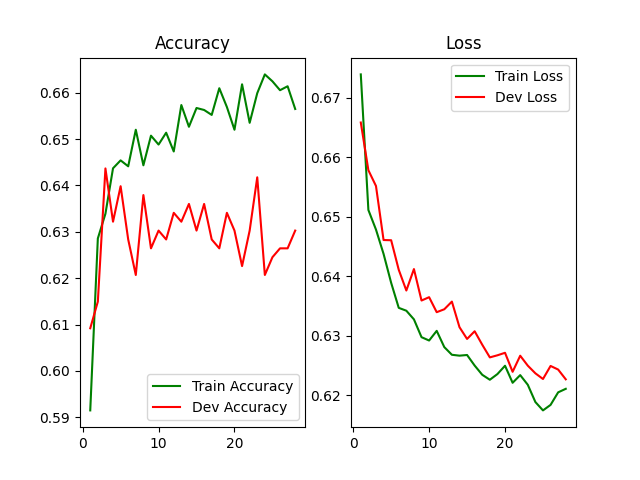 Accuracy
0.66
0.65
0.64
0.63
0.62
0.61
0.60
0.59
0 10 20
Train Accuracy
Dev Accuracy
Loss
0.67
0.66
0.65
0.64
0.63
0.62
0 10 20
Train Loss
Dev Loss